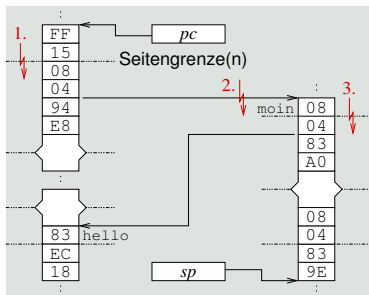 1.
FF
pc
15
Seitengrenze(n)
08
04
94
E8
2.
3.
moin
08
04
83
A0
83
hello
EC
18
08
04
83
9E
sp